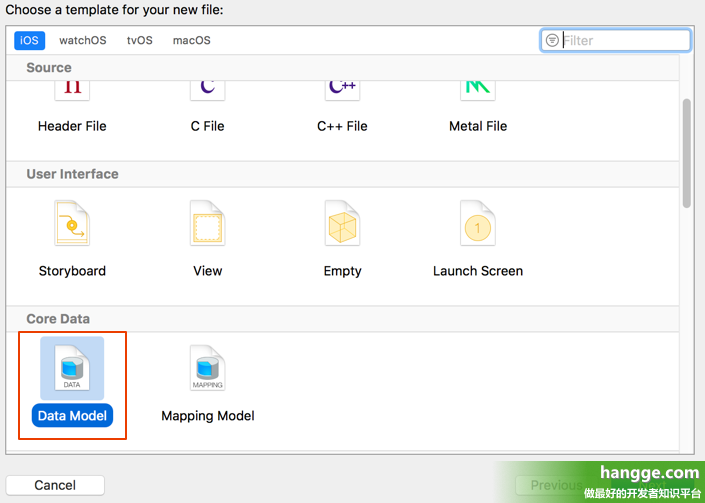 Choose a template for your new file:
iOS watchOS tvOS macOS Filter
Source
H C C++ M
Header File C File C++ File Metal File
User Interface
1
Storyboard View Empty Launch Screen
Core Data
DATA MAPPING
Data Model Mapping Model
hangge.com
Cancel Previous
做最好的开发者知识平台